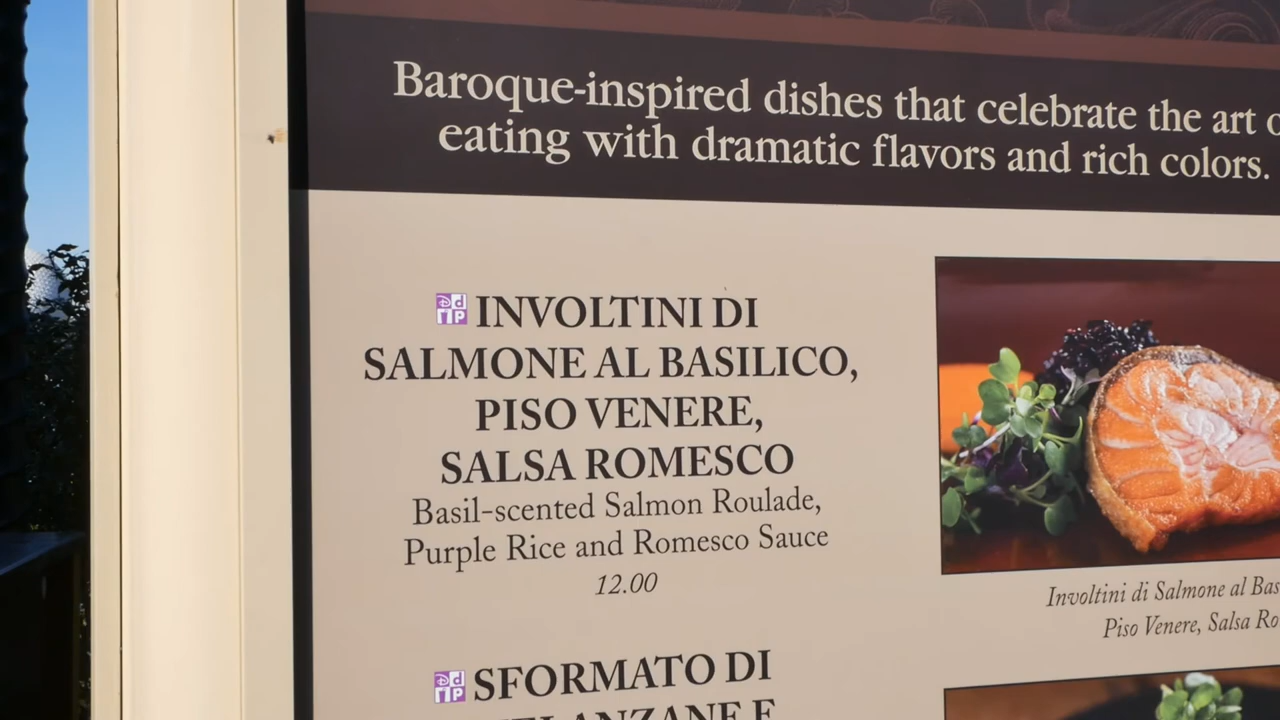 Baroque-inspired dishes that celebrate the art
eating with dramatic flavors and rich colors.
INVOLTINI DI
SALMONE AL BASILICO,
PISO VENERE,
SALSA ROMESCO
Basil-scented Salmon Roulade,
Purple Rice and Romesco Sauce
12.00
Involtini di Salmone al Bas
Piso Venere, Salsa Ro
SFORMATO DI